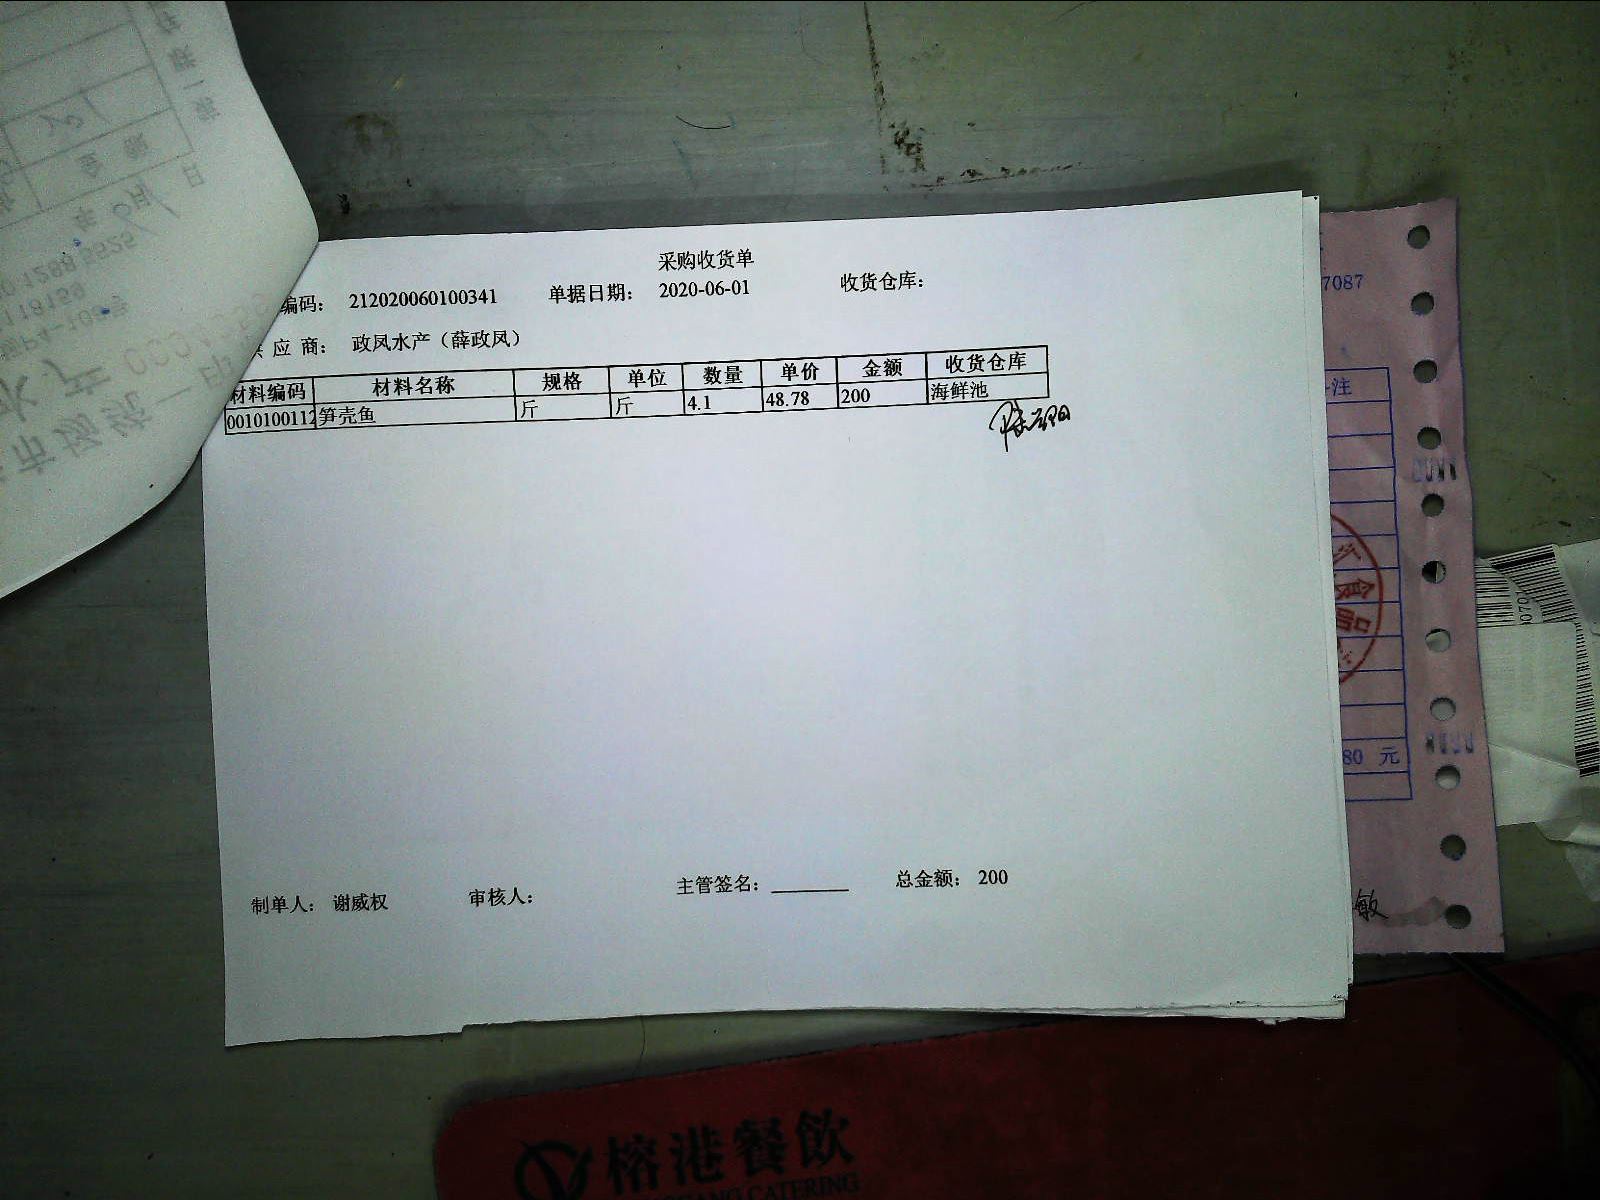 采购收货单
编码： 212020060100341 单据日期： 2020-06-01 收货仓库：
供 应 商： 政凤水产（薛政凤）
材料编码 材料名称 规格 单位 数量 单价 金额 收货仓库
0010100112 笋壳鱼 斤 斤 4.1 48.78 200 海鲜池
制单人： 谢威权 审核人： 主管签名： 总金额： 200
7087
注
食品
80 元
敏
榕港餐飲
CATERING